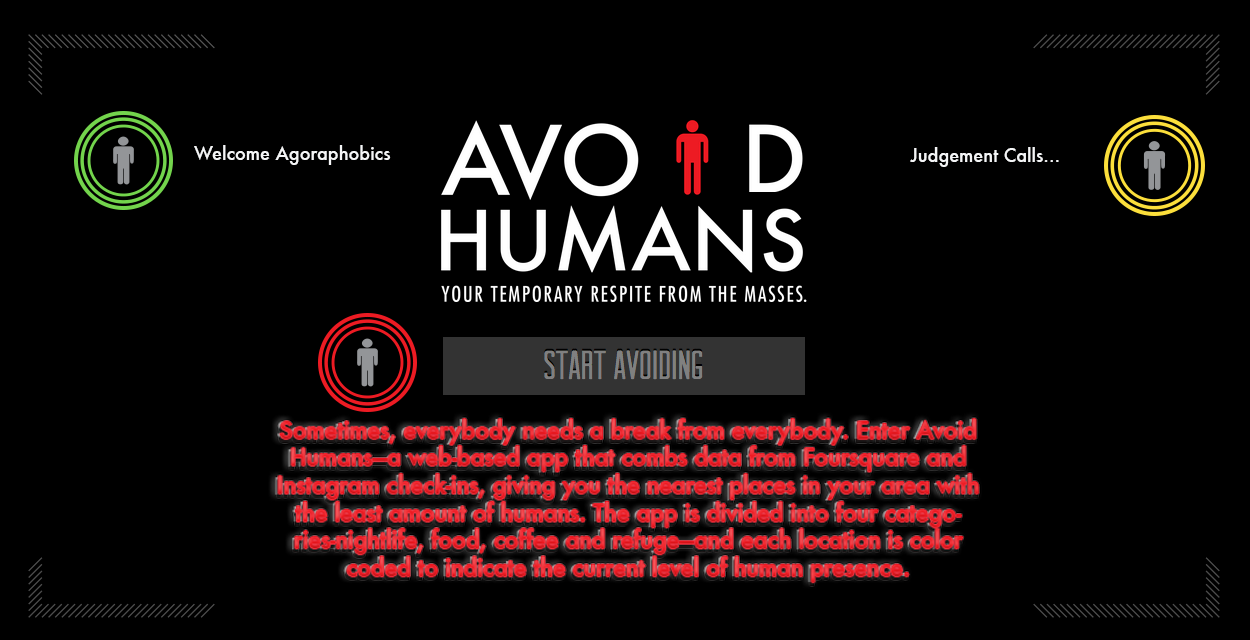 Welcome Agoraphobics
AVOID
HUMANS
YOUR TEMPORARY RESPITE FROM THE MASSES.
Judgement Calls...
START AVOIDING
Sometimes, everybody needs a break from everybody. Enter Avoid
Humans—a web-based app that combs data from Foursquare and
Instagram check-ins, giving you the nearest places in your area with
the least amount of humans. The app is divided into four catego-
ries-nightlife, food, coffee and refuge—and each location is color
coded to indicate the current level of human presence.